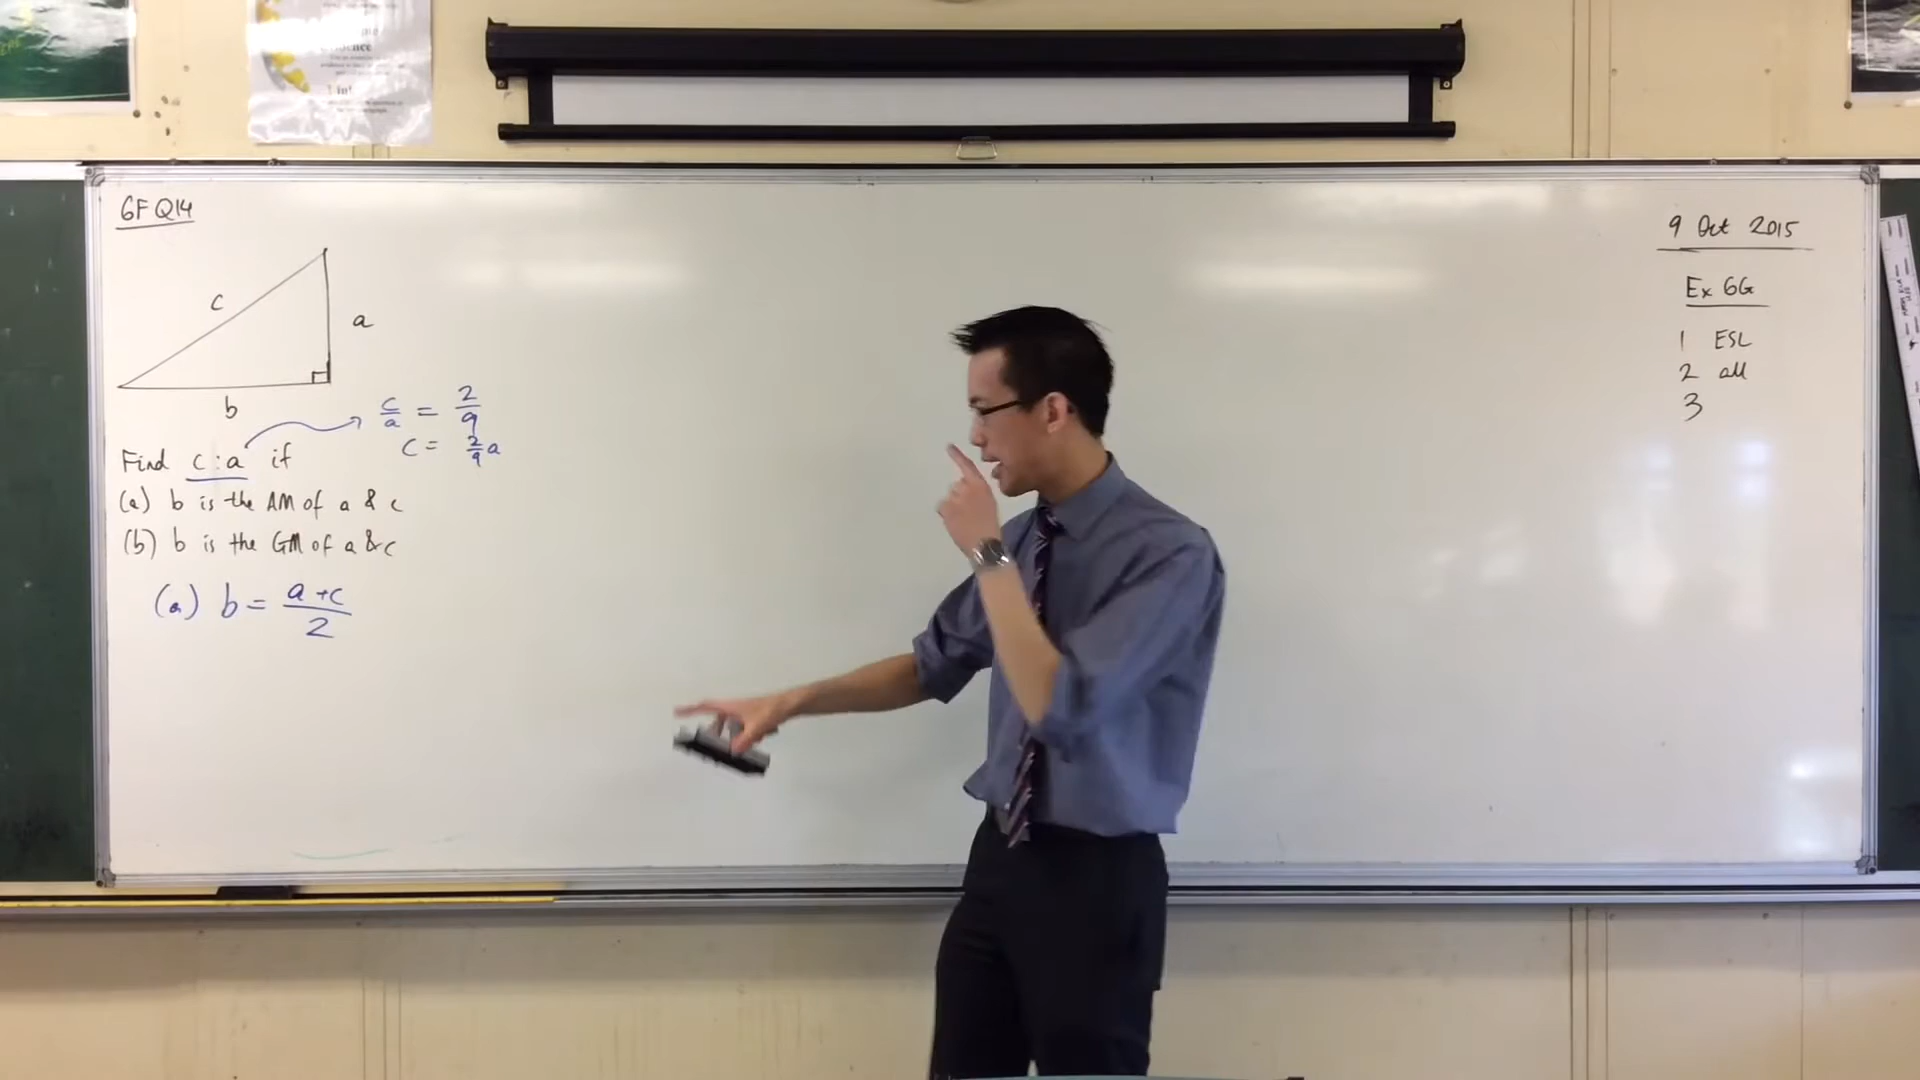 6F Q14
c
a
b
c/a = 2/9
c = 2/9 a
Find c : a if
(a) b is the AM of a & c
(b) b is the GM of a & c
(a) b = a + c / 2
9 Oct 2015
Ex 6G
1 ESL
2 all
3